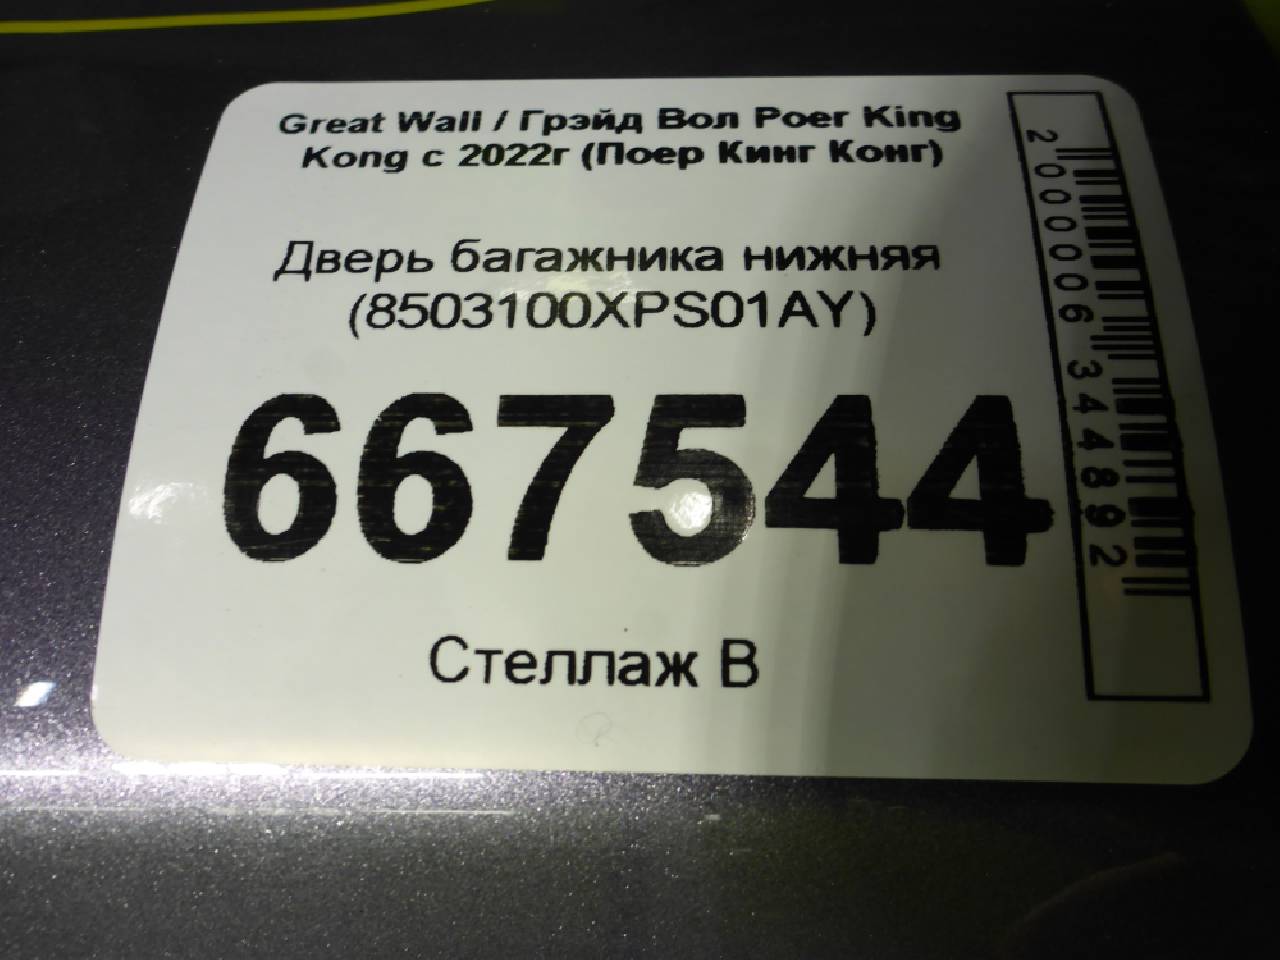 Great Wall / Грэйд Вол Poer King
Kong с 2022г (Поер Кинг Конг)
Дверь багажника нижняя
(8503100XPS01AY)
667544
Стеллаж В
2000006344892